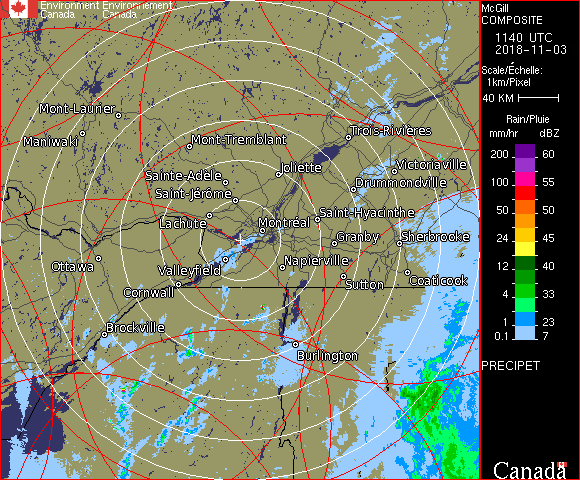 Environment Environnement
Canada Canada
McGill
COMPOSITE
1140 UTC
2018-11-03
Scale/Échelle:
1km/Pixel
40 KM
Rain/Pluie
mm/hr dBZ
200 60
100 55
50 50
24 45
12 40
4 33
1 23
0.1 7
PRECIPET
Canada
Mont-Laurier
Maniwaki
Mont-Tremblant
Trois-Rivières
Joliette
Victoriaville
Sainte-Adèle
Drummondville
Saint-Jérôme
Lachute
Saint-Hyacinthe
Montréal
Granby
Sherbrooke
Ottawa
Valleyfield
Napierville
Cornwall
Sutton
Coaticook
Brockville
Burlington